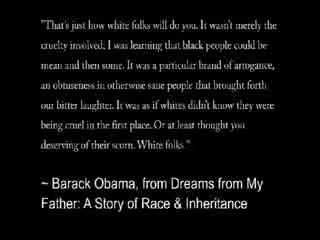 "That's just how white folks will do you. It wasn't merely the
cruelty involved; I was learning that black people could be
mean and then some. It was a particular brand of arrogance,
an obtuseness in otherwise sane people that brought forth
our bitter laughter. It was as if whites didn't know they were
being cruel in the first place. Or at least thought you
deserving of their scorn. White folks."
~ Barack Obama, from Dreams from My
Father: A Story of Race & Inheritance